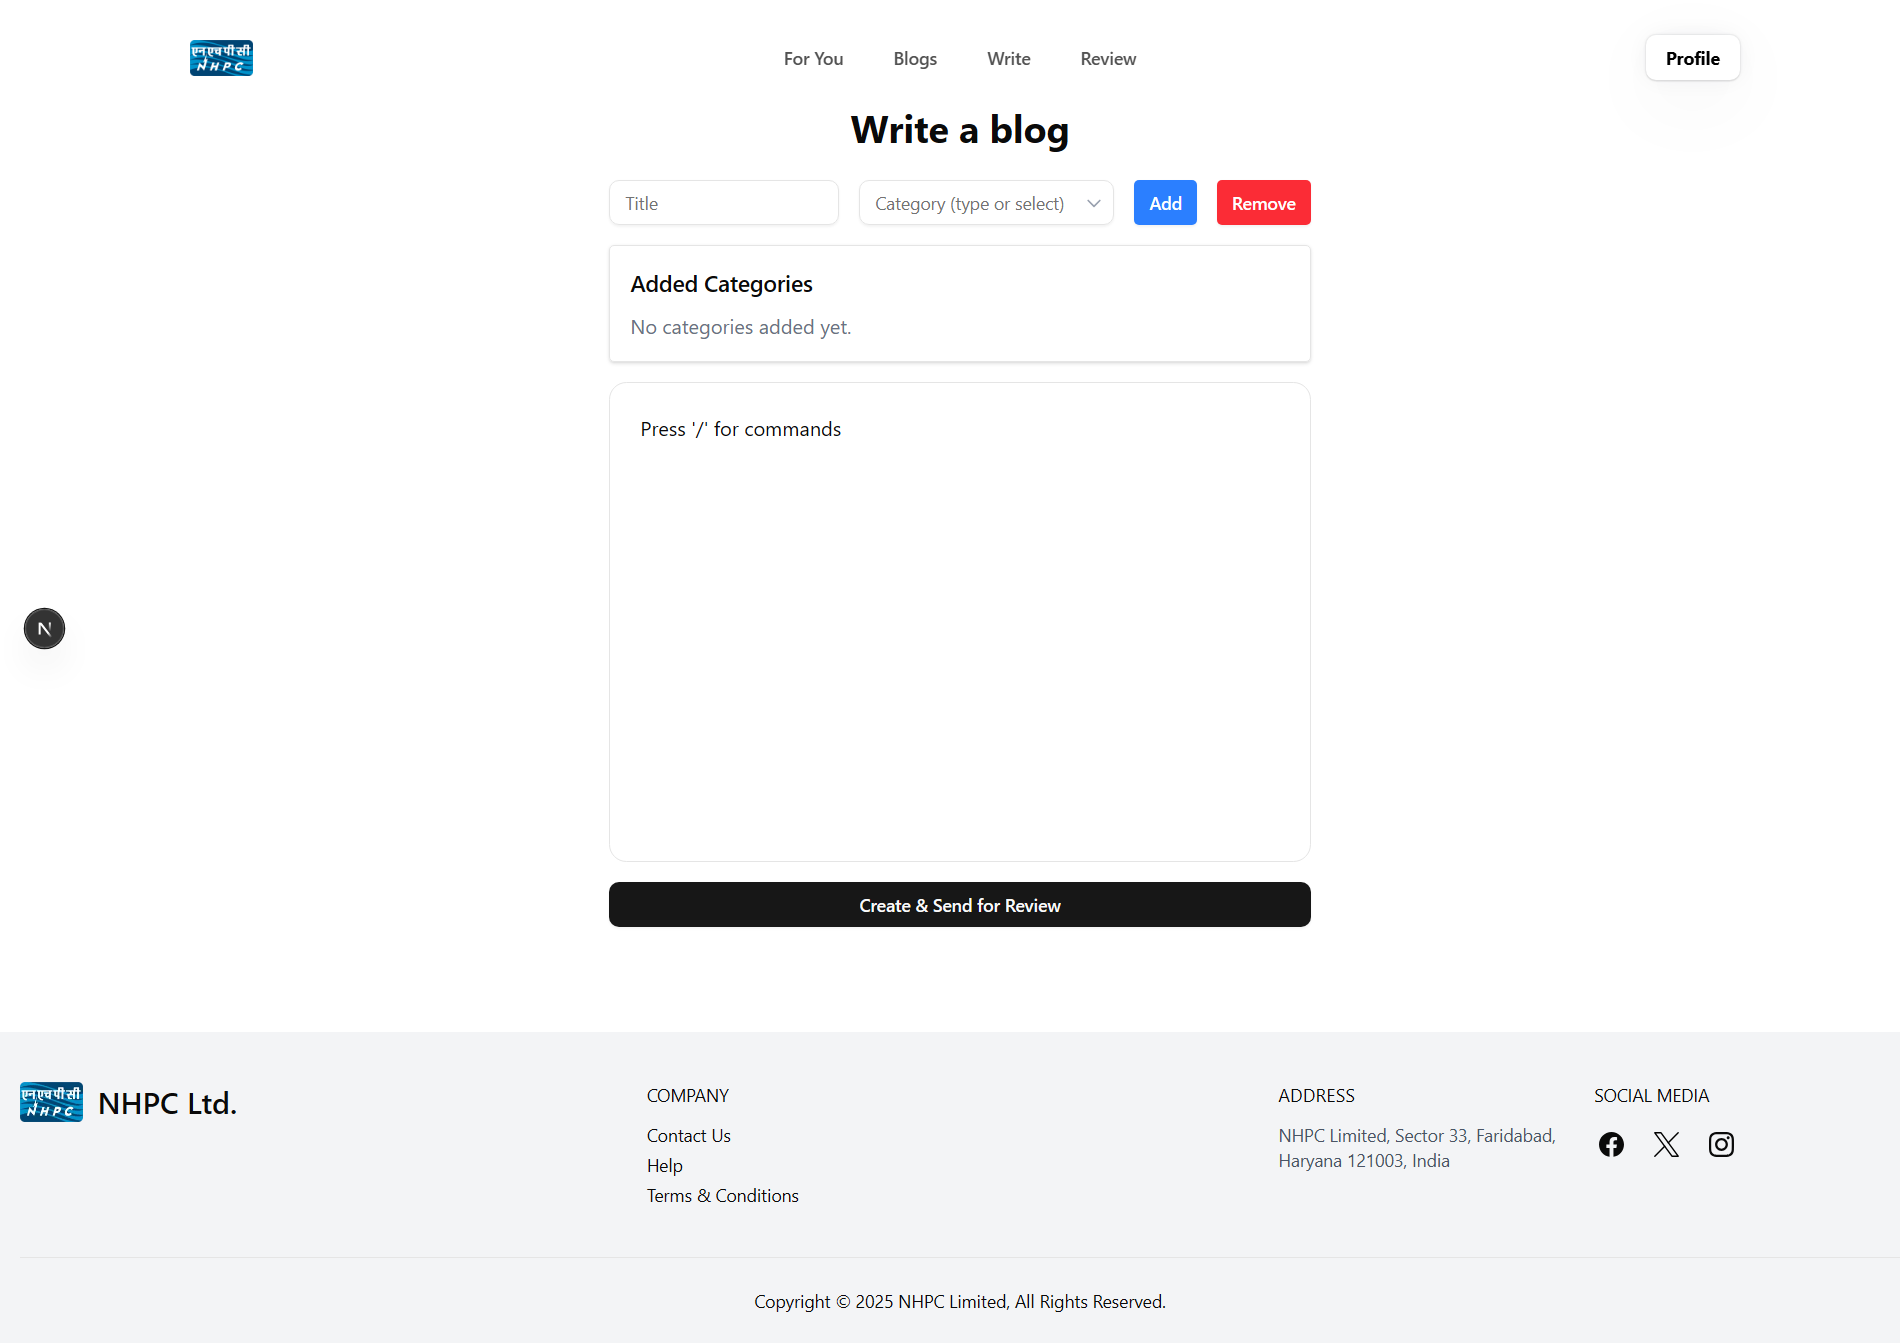 एनएचपीसी
NHPC
For You
Blogs
Write
Review
Profile
Write a blog
Title
Category (type or select)
Add
Remove
Added Categories
No categories added yet.
Press '/' for commands
N
Create & Send for Review
एनएचपीसी
NHPC
NHPC Ltd.
COMPANY
Contact Us
Help
Terms & Conditions
ADDRESS
NHPC Limited, Sector 33, Faridabad,
Haryana 121003, India
SOCIAL MEDIA
Copyright © 2025 NHPC Limited, All Rights Reserved.